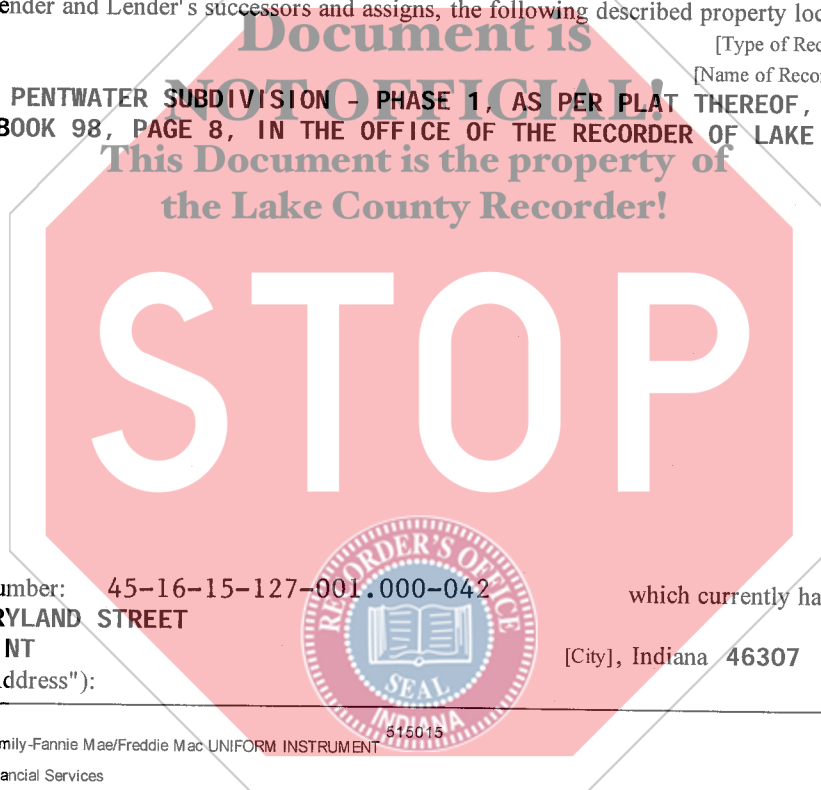 ender and Lender's successors and assigns, the following described property loc
Document is
[Type of Rec
[Name of Recor
NOT OFFICIAL!
PENTWATER SUBDIVISION - PHASE 1, AS PER PLAT THEREOF,
BOOK 98, PAGE 8, IN THE OFFICE OF THE RECORDER OF LAKE
This Document is the property of
the Lake County Recorder!
STOP
RECORDER'S OFFICE
umber: 45-16-15-127-001.000-042 which currently ha
RYLAND STREET
NT
[City], Indiana 46307
ddress"):
SEAL
INDIANA
515015
mily-Fannie Mae/Freddie Mac UNIFORM INSTRUMENT
ancial Services